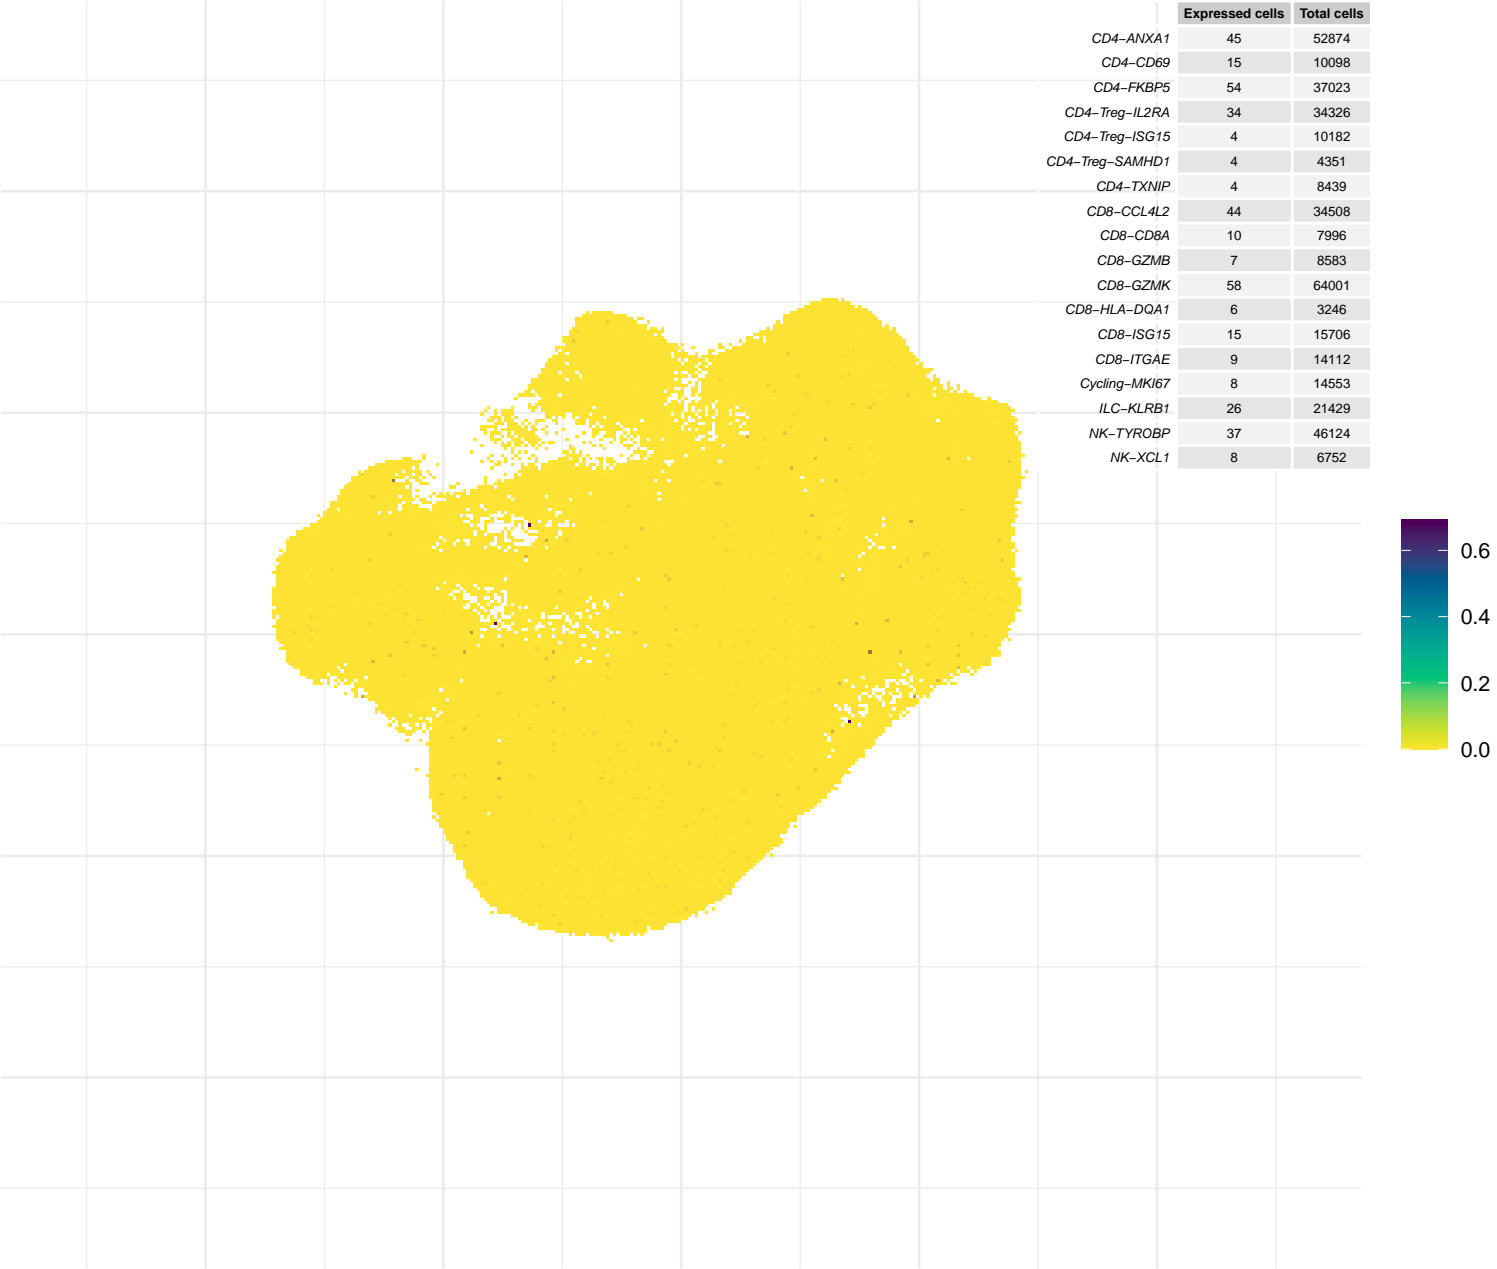 Expressed cells Total cells
CD4−ANXA1 45 52874
CD4−CD69 15 10098
CD4−FKBP5 54 37023
CD4−Treg−IL2RA 34 34326
CD4−Treg−ISG15 4 10182
CD4−Treg−SAMHD1 4 4351
CD4−TXNIP 4 8439
CD8−CCL4L2 44 34508
CD8−CD8A 10 7996
CD8−GZMB 7 8583
CD8−GZMK 58 64001
CD8−HLA−DQA1 6 3246
CD8−ISG15 15 15706
CD8−ITGAE 9 14112
Cycling−MKI67 8 14553
ILC−KLRB1 26 21429
NK−TYROBP 37 46124
NK−XCL1 8 6752
0.6
0.4
0.2
0.0